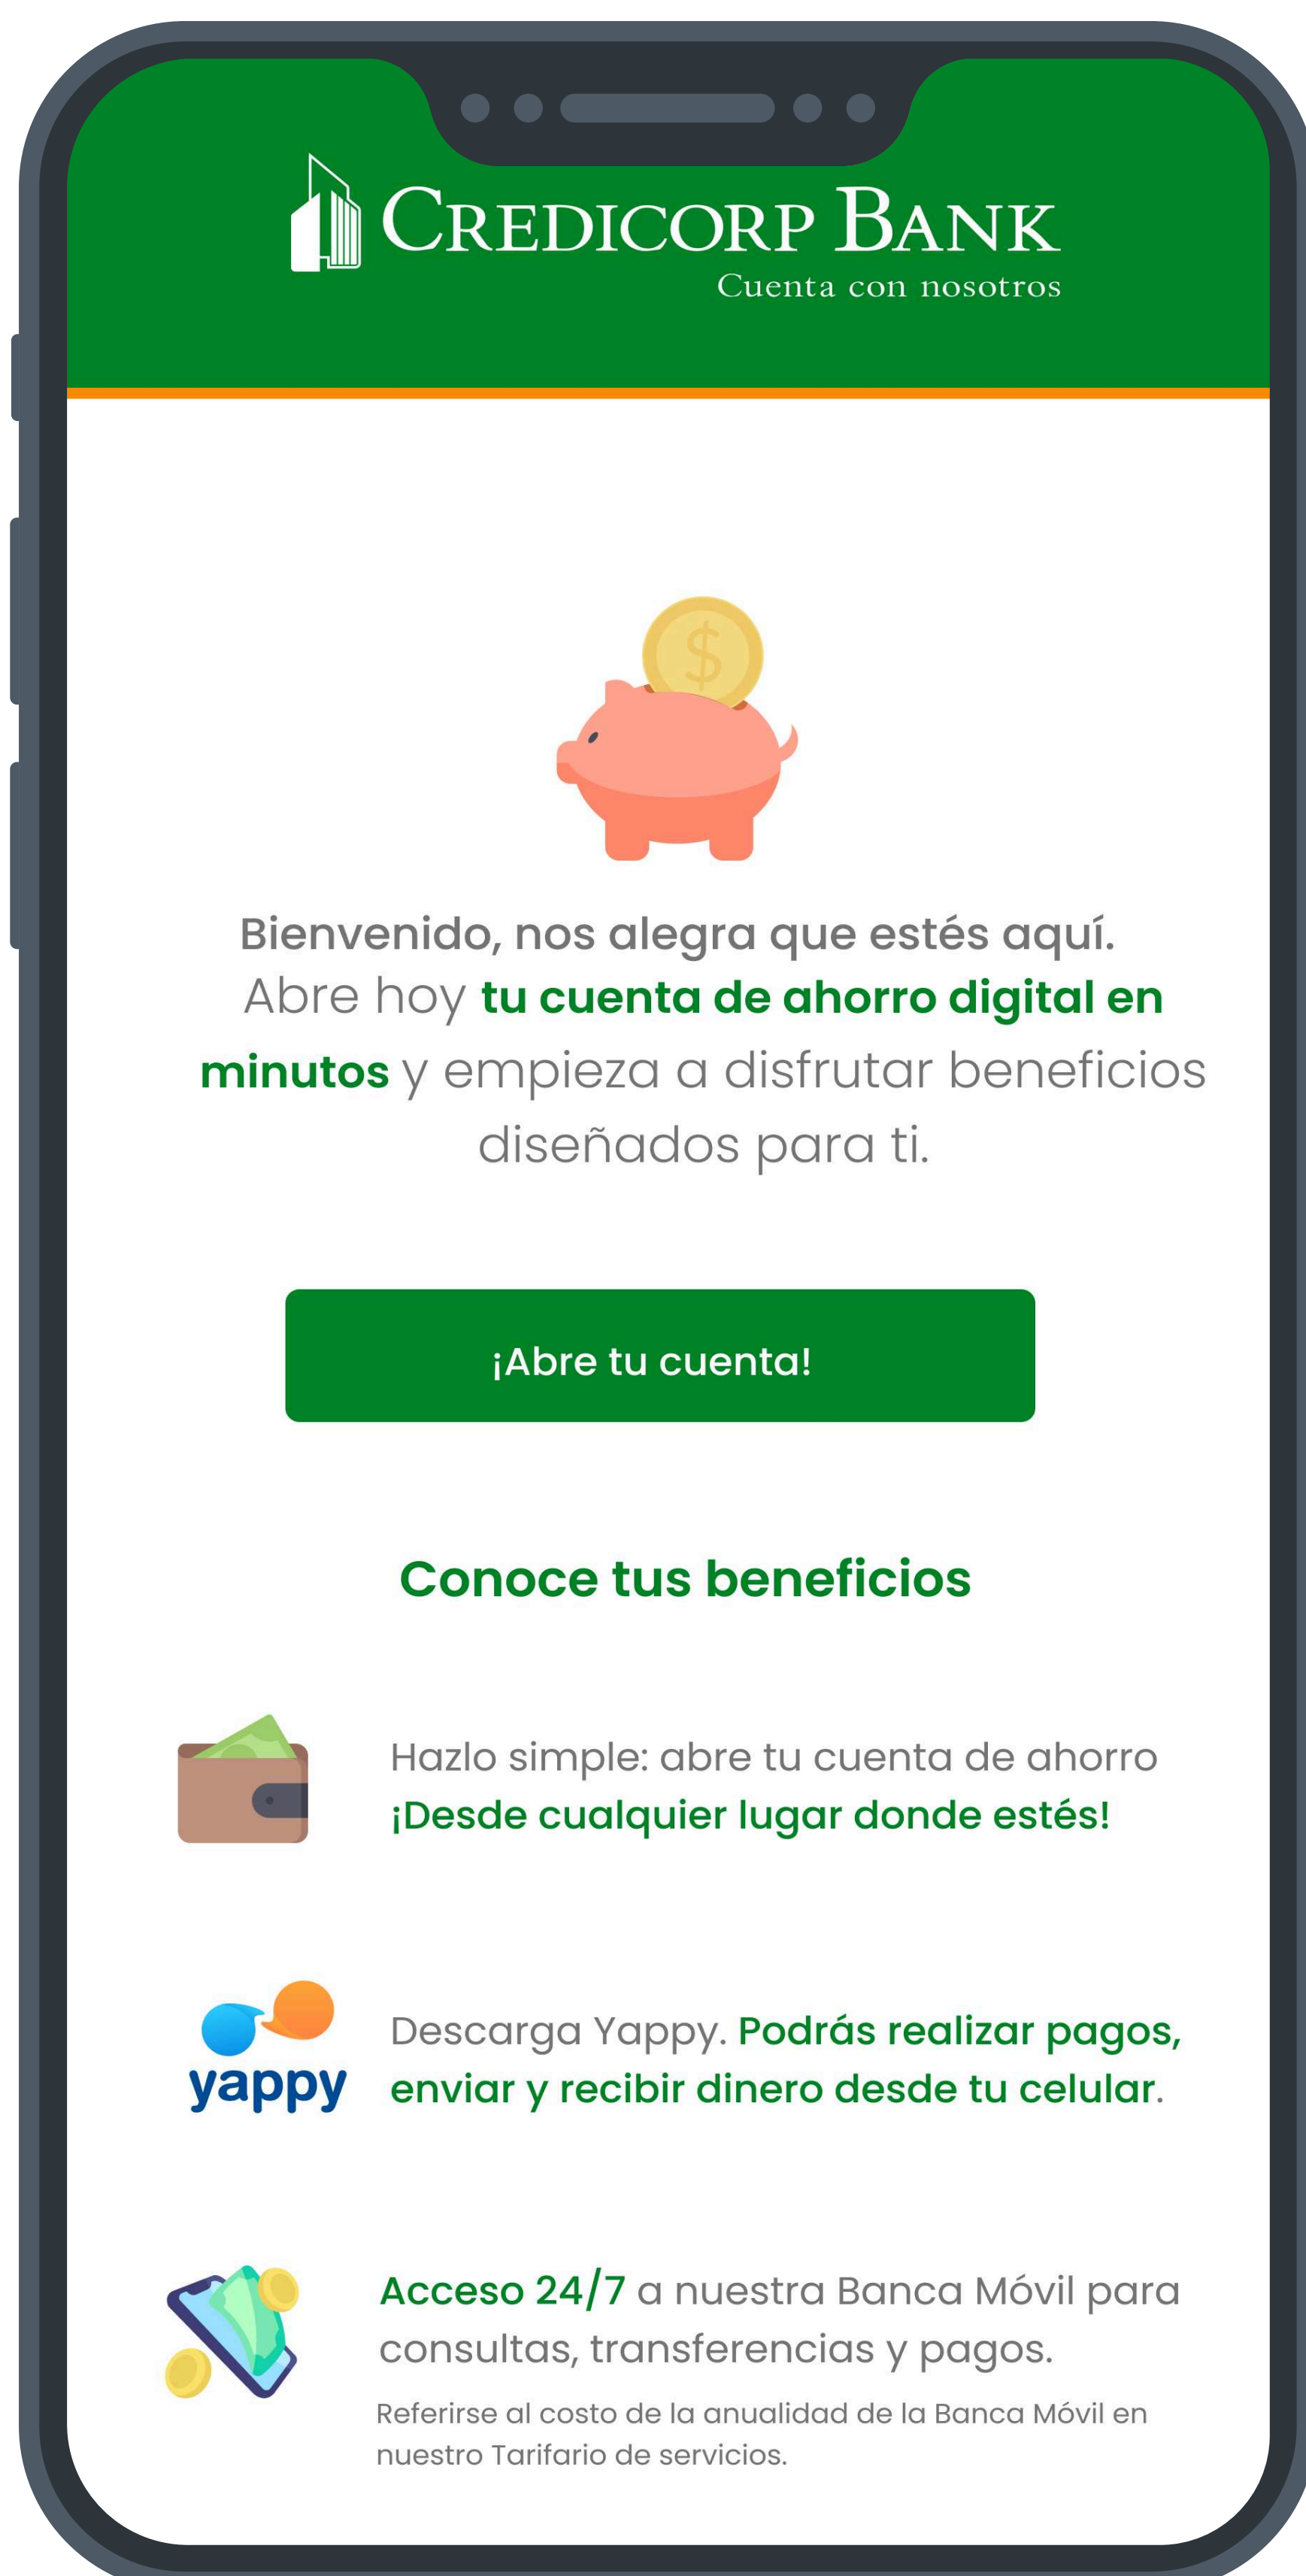 CREDICORP BANK
Cuenta con nosotros
$
Bienvenido, nos alegra que estés aquí.
Abre hoy tu cuenta de ahorro digital en
minutos y empieza a disfrutar beneficios
diseñados para ti.
¡Abre tu cuenta!
Conoce tus beneficios
Hazlo simple: abre tu cuenta de ahorro
¡Desde cualquier lugar donde estés!
yappy
Descarga Yappy. Podrás realizar pagos,
enviar y recibir dinero desde tu celular.
Acceso 24/7 a nuestra Banca Móvil para
consultas, transferencias y pagos.
Referirse al costo de la anualidad de la Banca Móvil en
nuestro Tarifario de servicios.